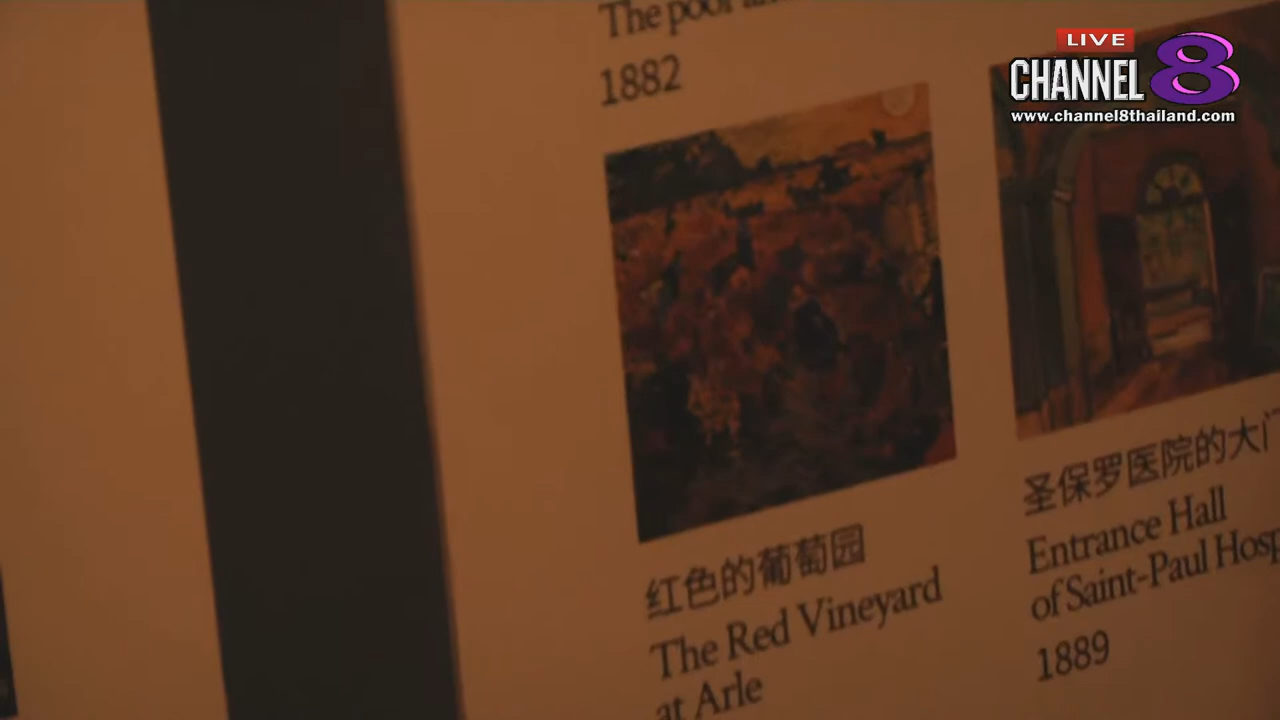 The poor
1882
LIVE
CHANNEL 8
www.channel8thailand.com
红色的葡萄园
The Red Vineyard
at Arle
圣保罗医院的大门
Entrance Hall
of Saint-Paul Hosp
1889